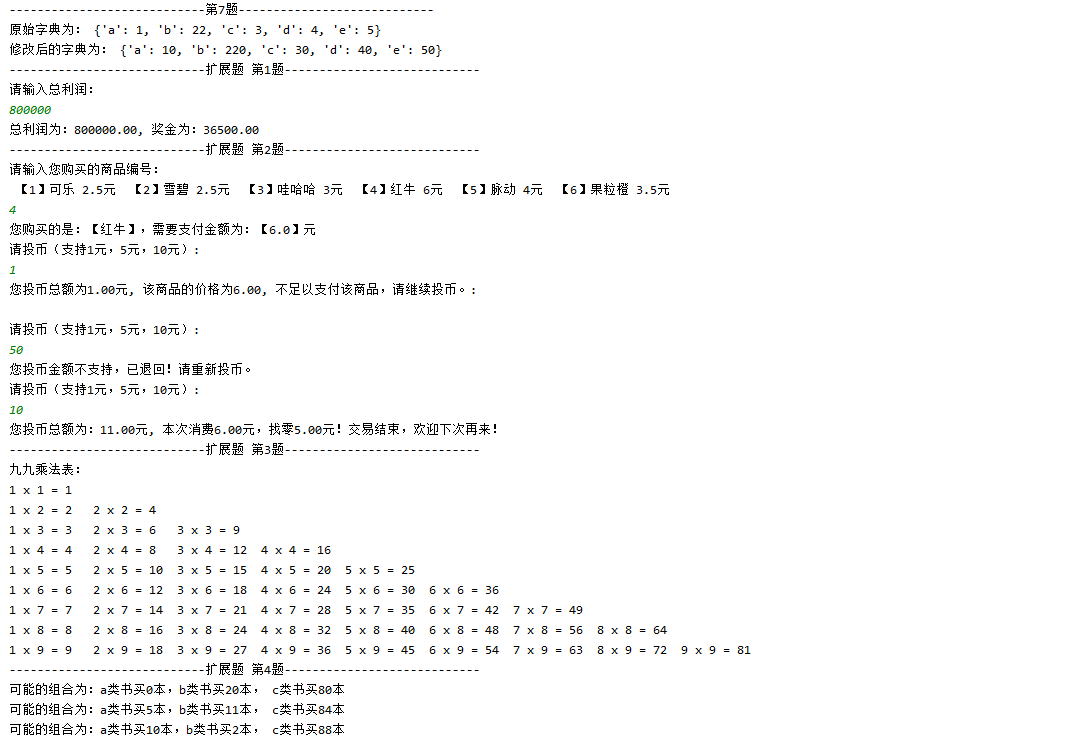 ----------------------------第7题----------------------------
原始字典为： {'a': 1, 'b': 22, 'c': 3, 'd': 4, 'e': 5}
修改后的字典为： {'a': 10, 'b': 220, 'c': 30, 'd': 40, 'e': 50}
----------------------------扩展题 第1题----------------------------
请输入总利润：
800000
总利润为：800000.00, 奖金为：36500.00
----------------------------扩展题 第2题----------------------------
请输入您购买的商品编号：
【1】可乐 2.5元 【2】雪碧 2.5元 【3】哇哈哈 3元 【4】红牛 6元 【5】脉动 4元 【6】果粒橙 3.5元
4
您购买的是：【红牛】，需要支付金额为：【6.0】元
请投币（支持1元，5元，10元）：
1
您投币总额为1.00元, 该商品的价格为6.00, 不足以支付该商品，请继续投币。：
请投币（支持1元，5元，10元）：
50
您投币金额不支持，已退回！请重新投币。
请投币（支持1元，5元，10元）：
10
您投币总额为：11.00元, 本次消费6.00元，找零5.00元！交易结束，欢迎下次再来！
----------------------------扩展题 第3题----------------------------
九九乘法表：
1 x 1 = 1
1 x 2 = 2 2 x 2 = 4
1 x 3 = 3 2 x 3 = 6 3 x 3 = 9
1 x 4 = 4 2 x 4 = 8 3 x 4 = 12 4 x 4 = 16
1 x 5 = 5 2 x 5 = 10 3 x 5 = 15 4 x 5 = 20 5 x 5 = 25
1 x 6 = 6 2 x 6 = 12 3 x 6 = 18 4 x 6 = 24 5 x 6 = 30 6 x 6 = 36
1 x 7 = 7 2 x 7 = 14 3 x 7 = 21 4 x 7 = 28 5 x 7 = 35 6 x 7 = 42 7 x 7 = 49
1 x 8 = 8 2 x 8 = 16 3 x 8 = 24 4 x 8 = 32 5 x 8 = 40 6 x 8 = 48 7 x 8 = 56 8 x 8 = 64
1 x 9 = 9 2 x 9 = 18 3 x 9 = 27 4 x 9 = 36 5 x 9 = 45 6 x 9 = 54 7 x 9 = 63 8 x 9 = 72 9 x 9 = 81
----------------------------扩展题 第4题----------------------------
可能的组合为：a类书买0本，b类书买20本， c类书买80本
可能的组合为：a类书买5本，b类书买11本， c类书买84本
可能的组合为：a类书买10本，b类书买2本， c类书买88本